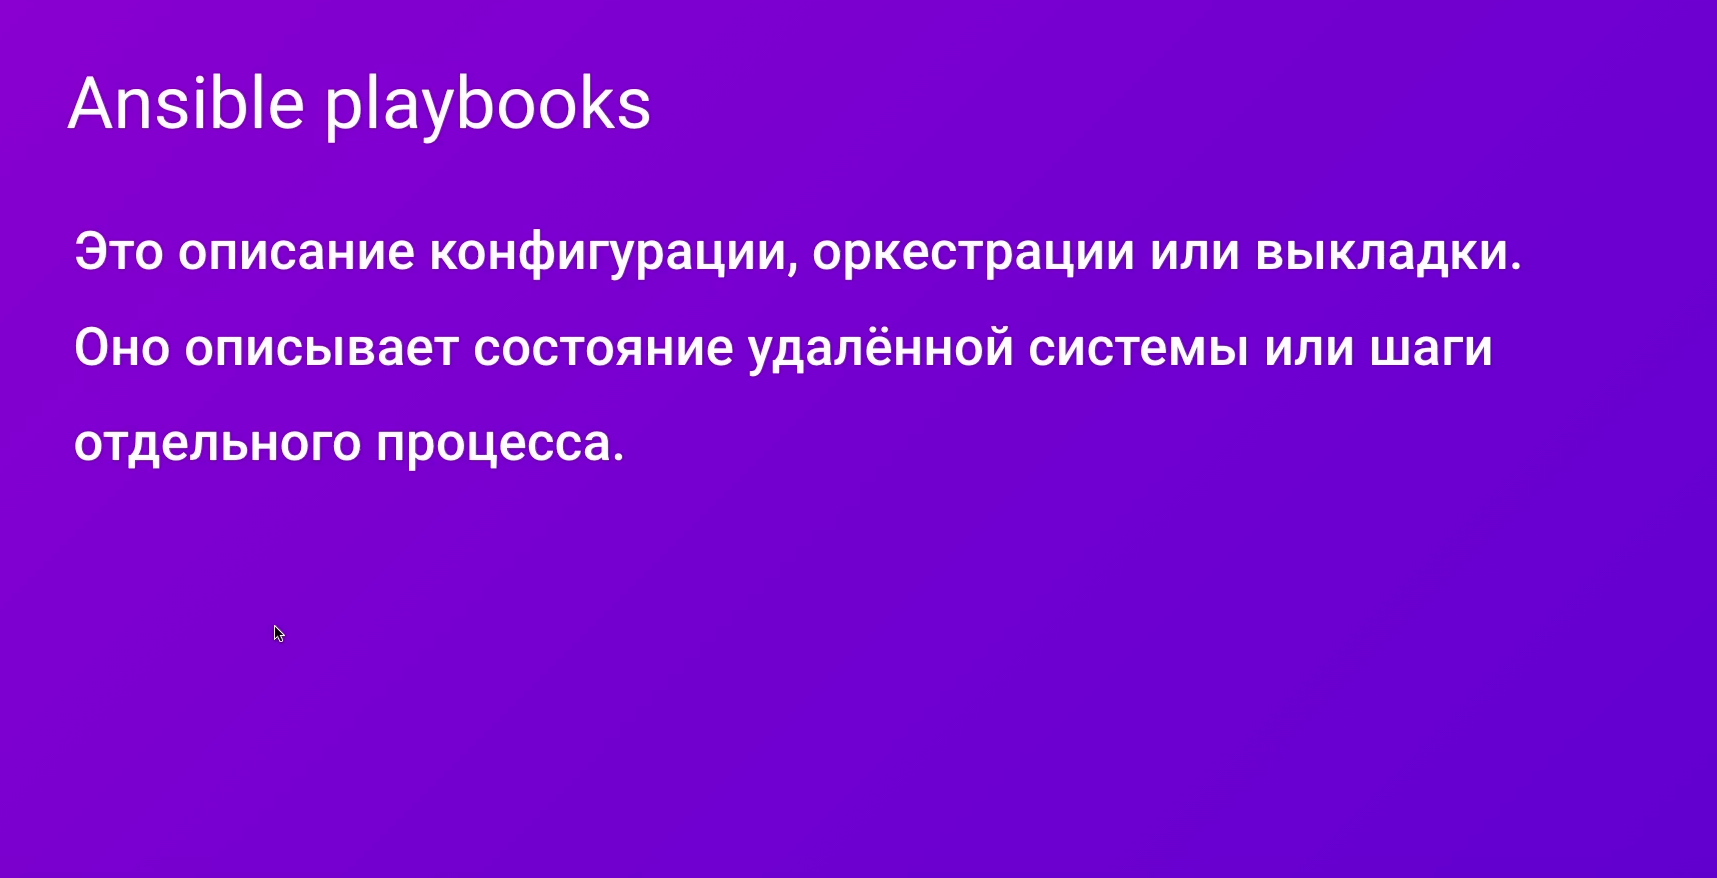 Ansible playbooks
Это описание конфигурации, оркестрации или выкладки.
Оно описывает состояние удалённой системы или шаги
отдельного процесса.